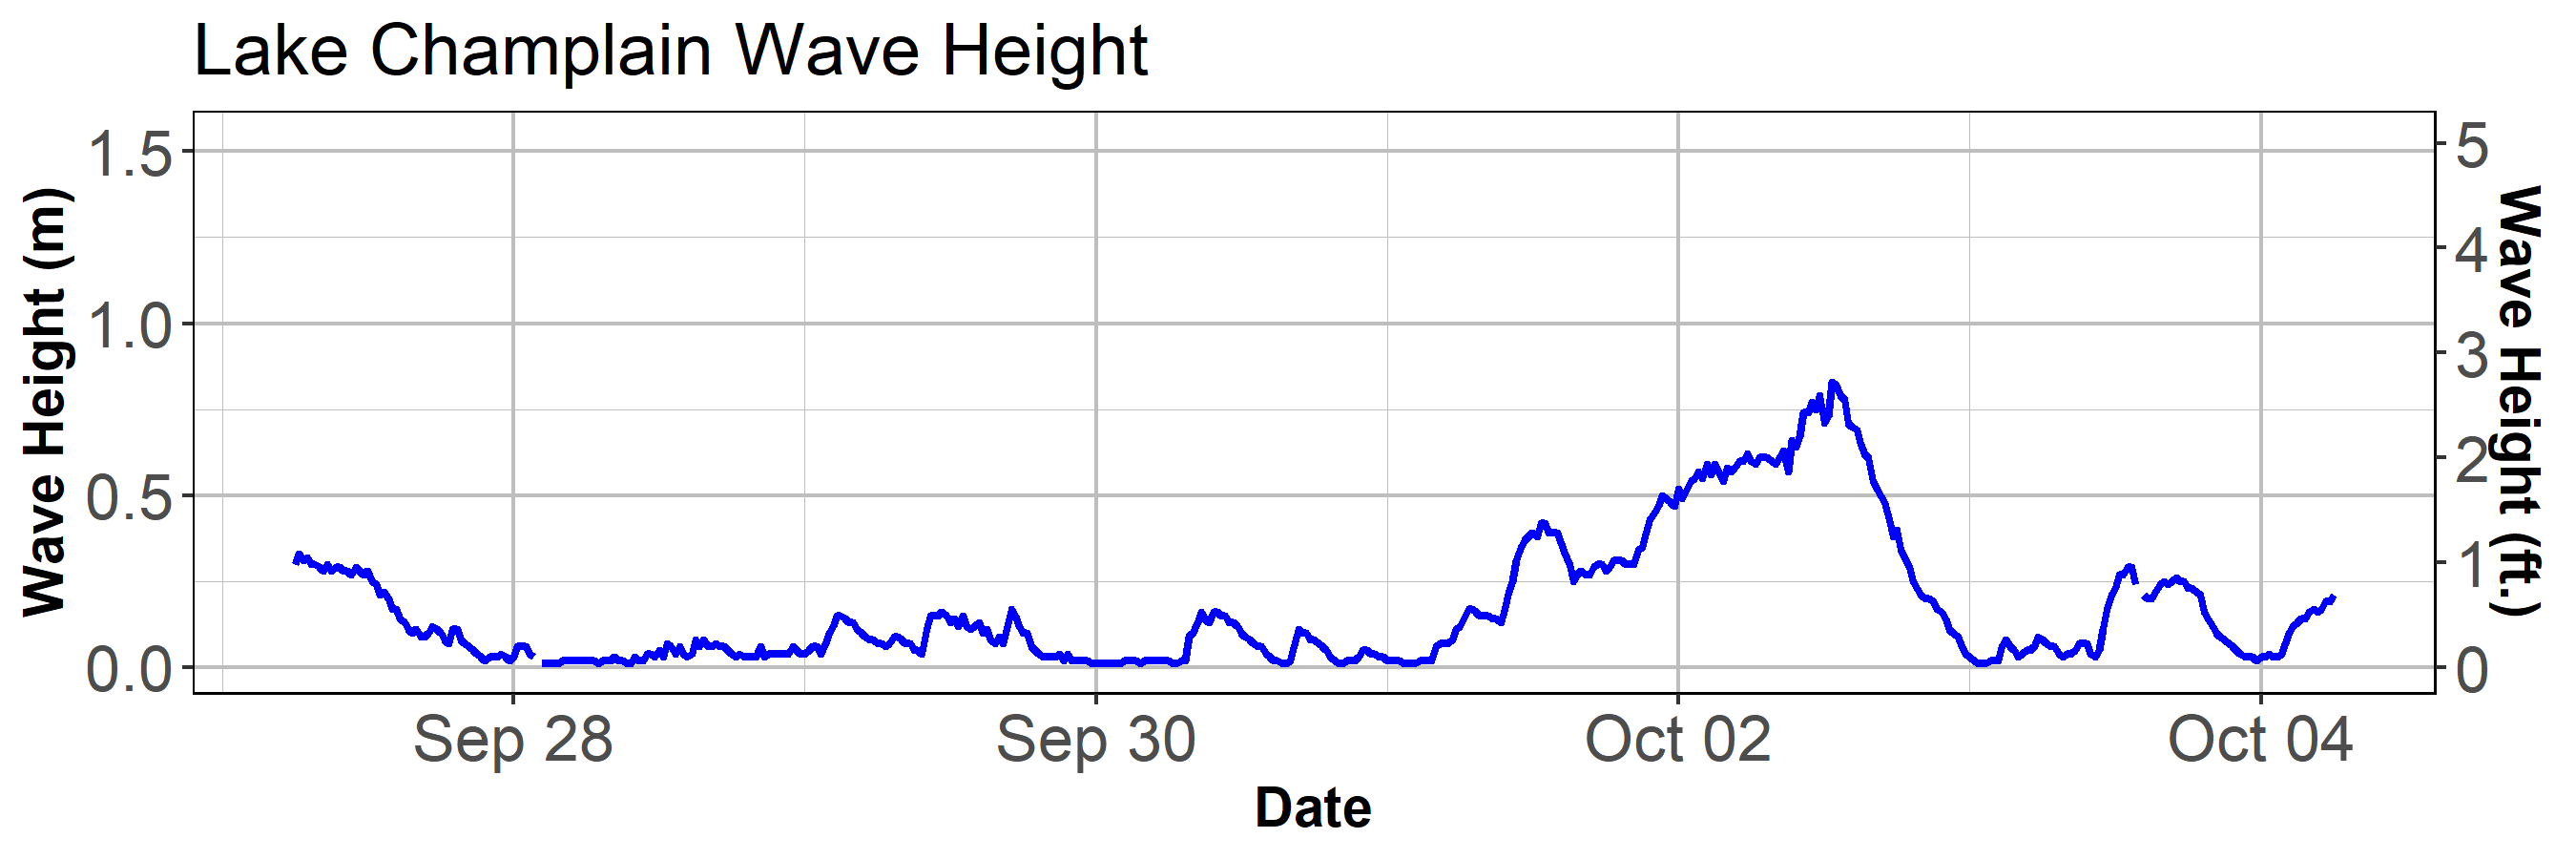 Lake Champlain Wave Height
Wave Height (m)
1.5
1.0
0.5
0.0
5
4
3
2
1
0
Wave Height (ft.)
Sep 28 Sep 30 Oct 02 Oct 04
Date